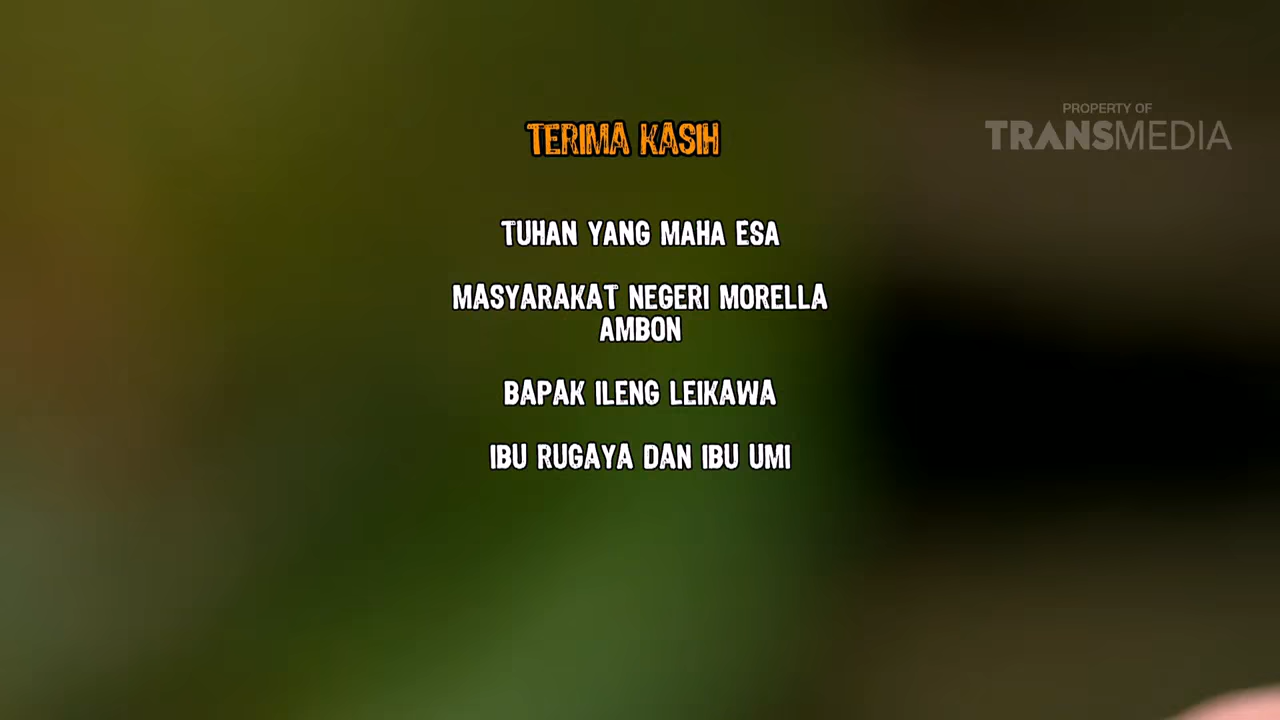 PROPERTY OF
TRANSMEDIA
TERIMA KASIH
TUHAN YANG MAHA ESA
MASYARAKAT NEGERI MORELLA
AMBON
BAPAK ILENG LEIKAWA
IBU RUGAYA DAN IBU UMI